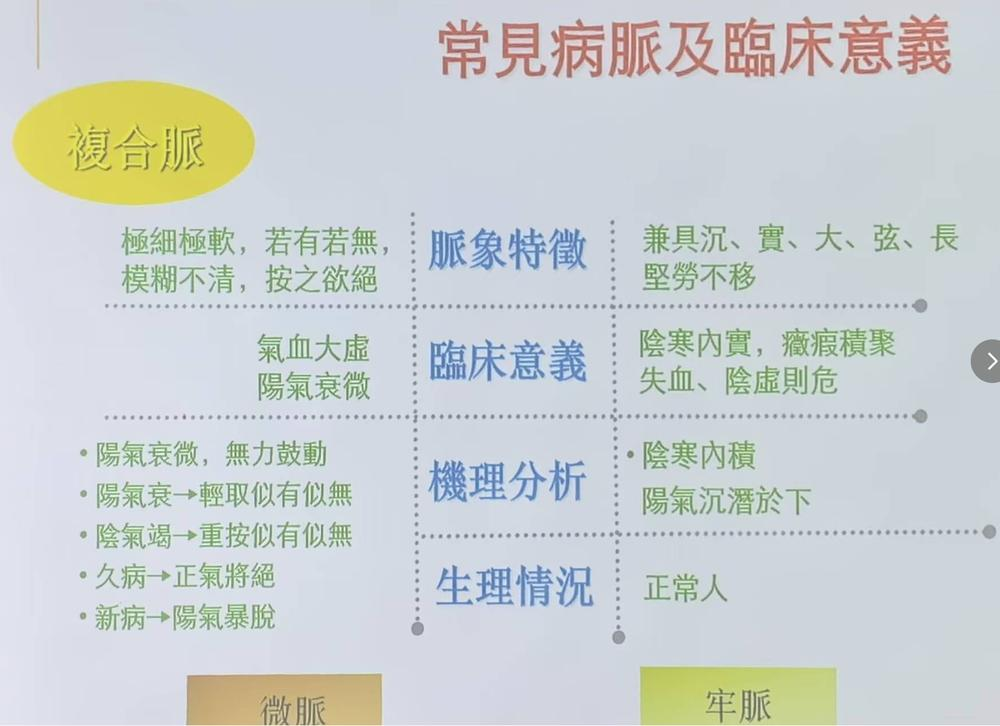 常見病脈及臨床意義
複合脈
極細極軟，若有若無，
模糊不清，按之欲絕
脈象特徵
兼具沉、實、大、弦、長
堅勞不移
氣血大虛
陽氣衰微
臨床意義
陰寒內實，癥瘕積聚
失血、陰虛則危
•陽氣衰微，無力鼓動
•陽氣衰→輕取似有似無
•陰氣竭→重按似有似無
•久病→正氣將絕
•新病→陽氣暴脫
機理分析
•陰寒內積
陽氣沉潛於下
生理情況
正常人
微脈
牢脈